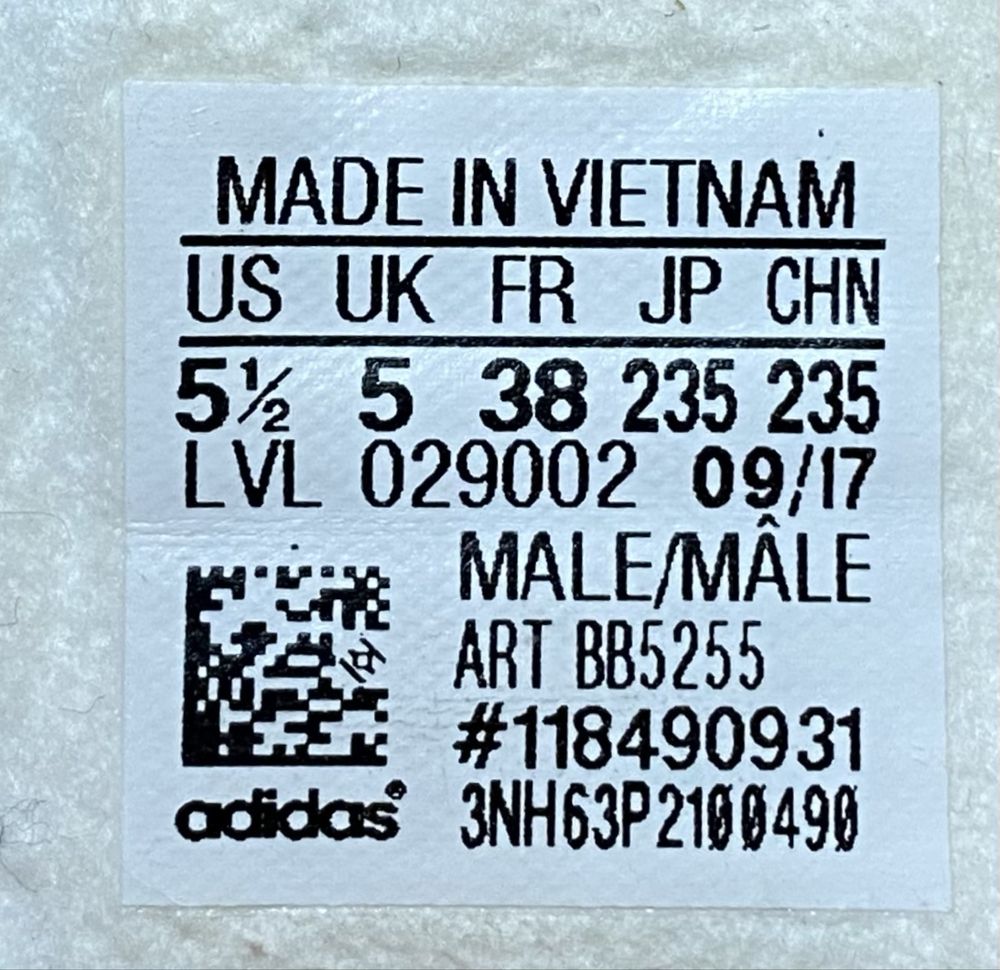 MADE IN VIETNAM
US UK FR JP CHN
5½ 5 38 235 235
LVL 029002 09/17
MALE/MÂLE
ART BB5255
#118490931
adidas®
3NH63P2100490